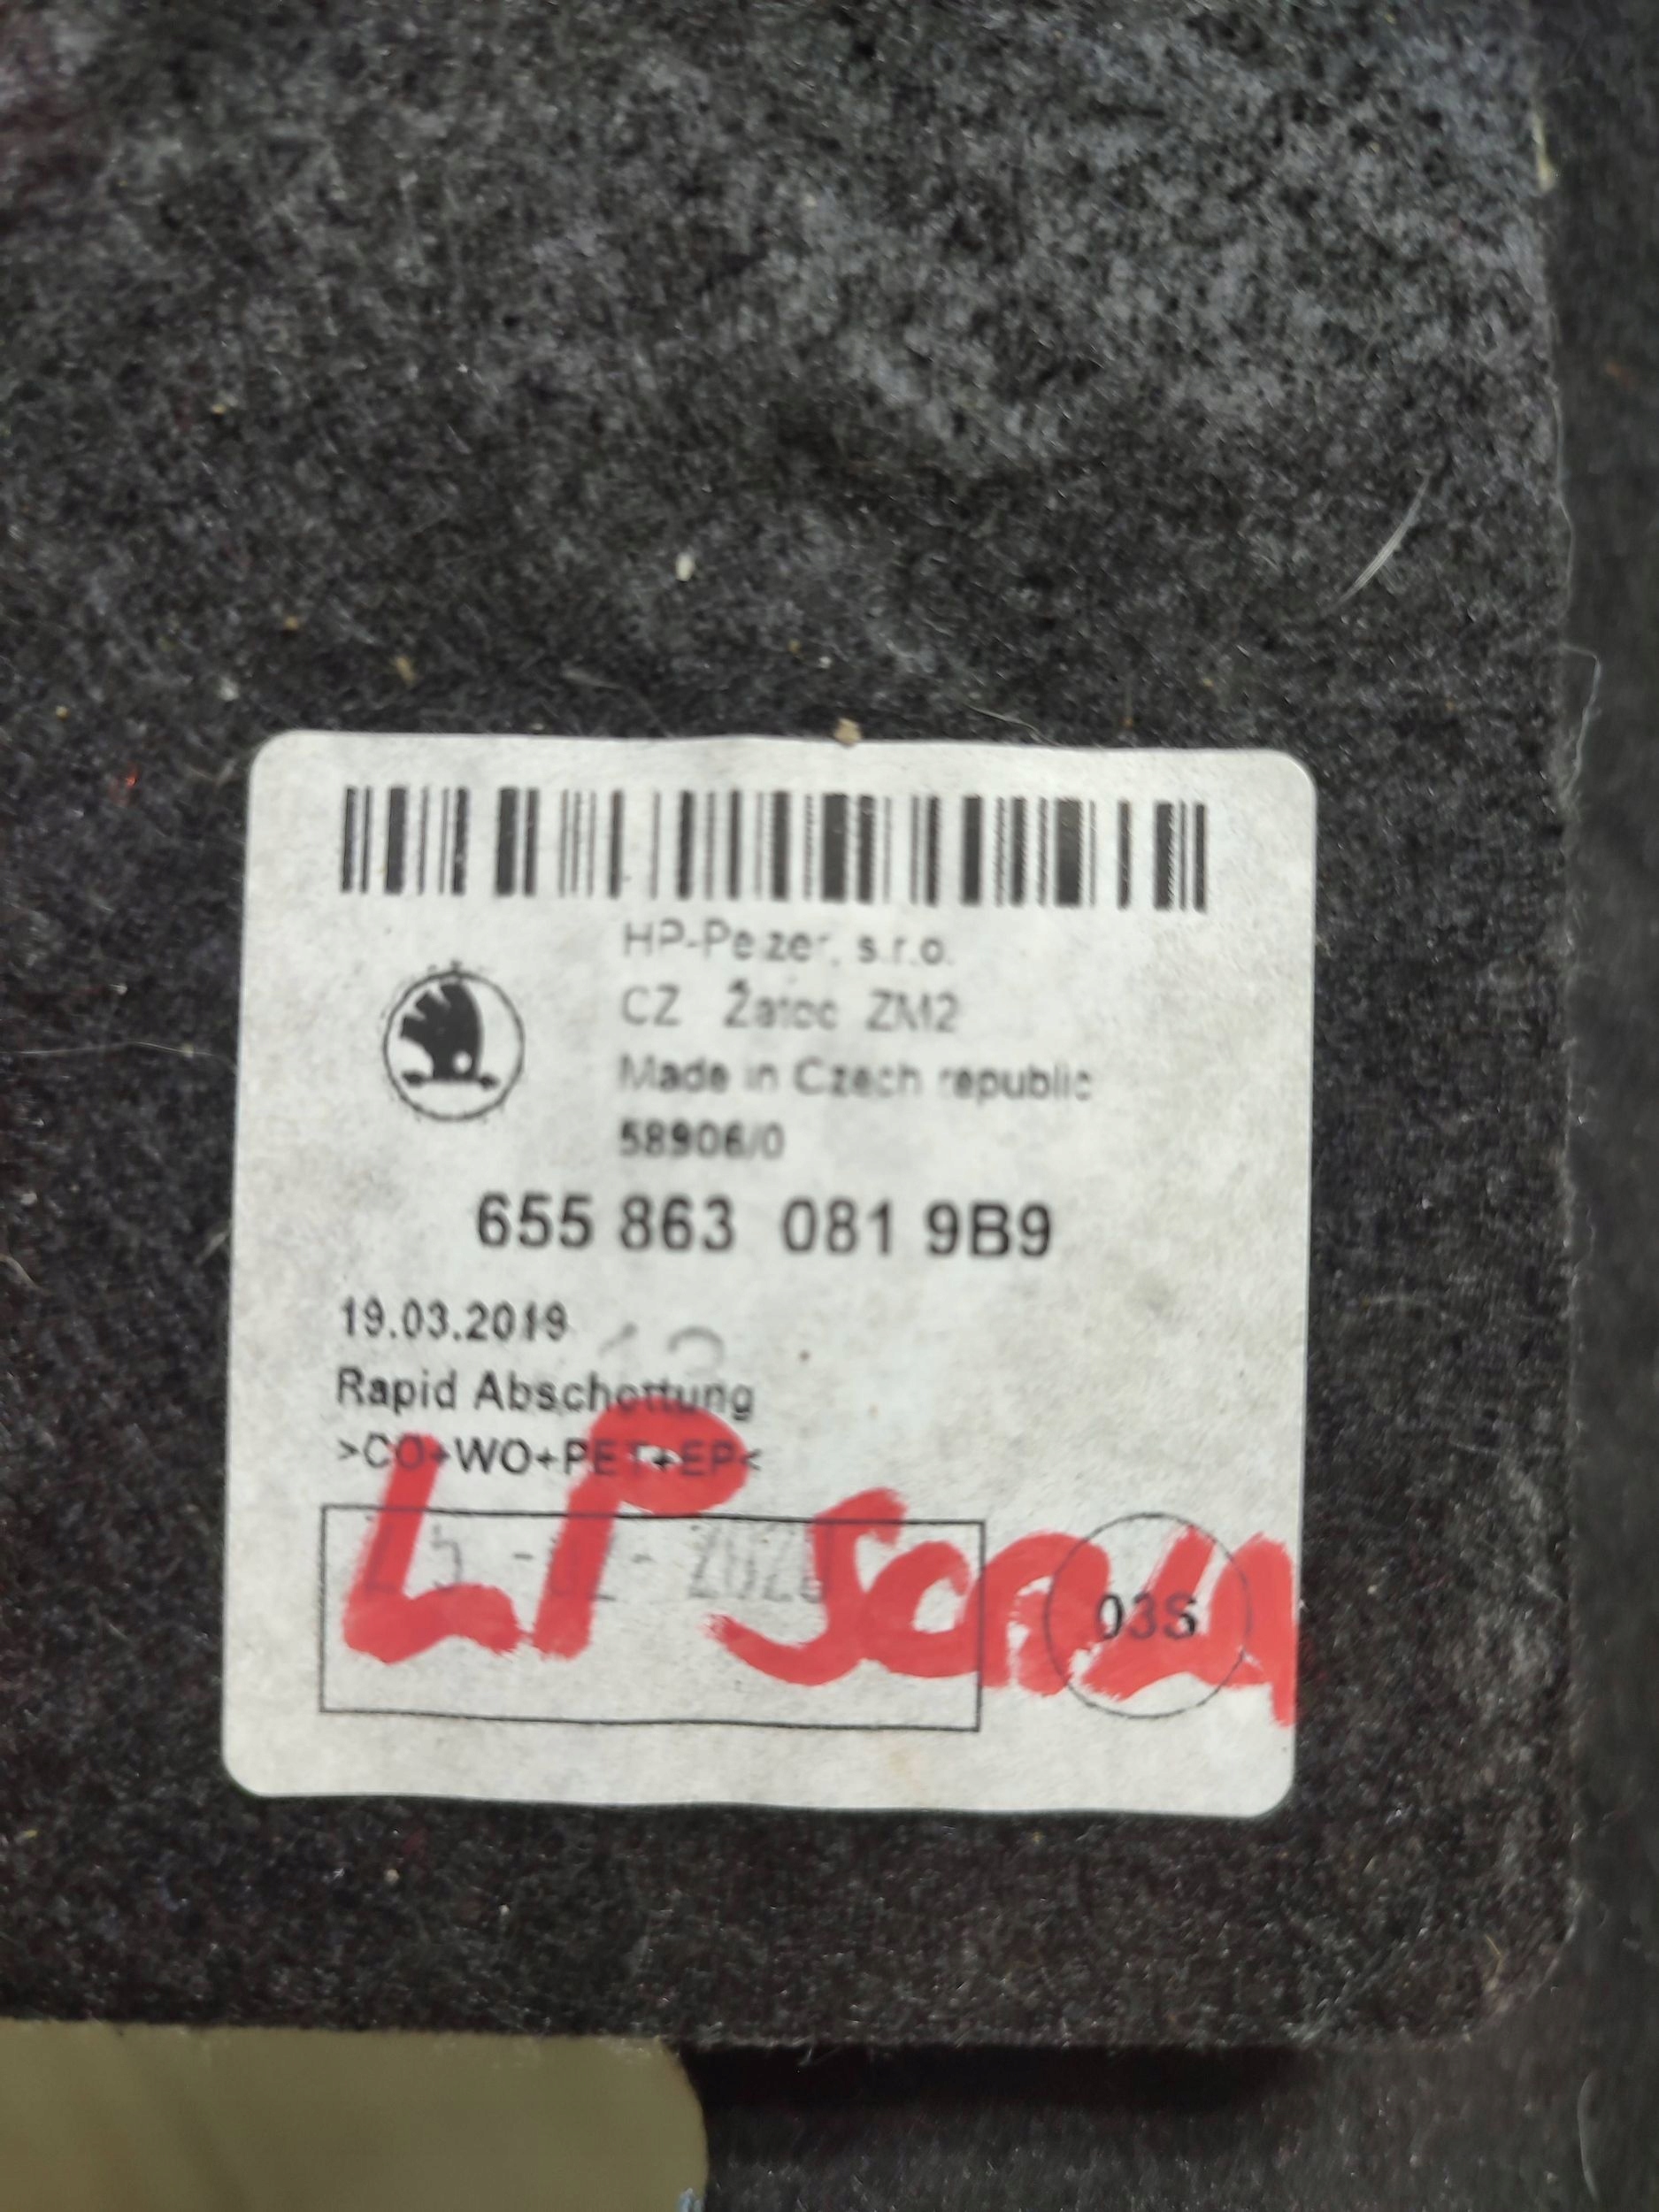 HP-Pelzer, s.r.o.
CZ Žatec ZM2
Made in Czech republic
58906/0
655 863 081 9B9
19.03.2019
13
Rapid Abschottung
>CO+WO+PET+EP<
LP
03S